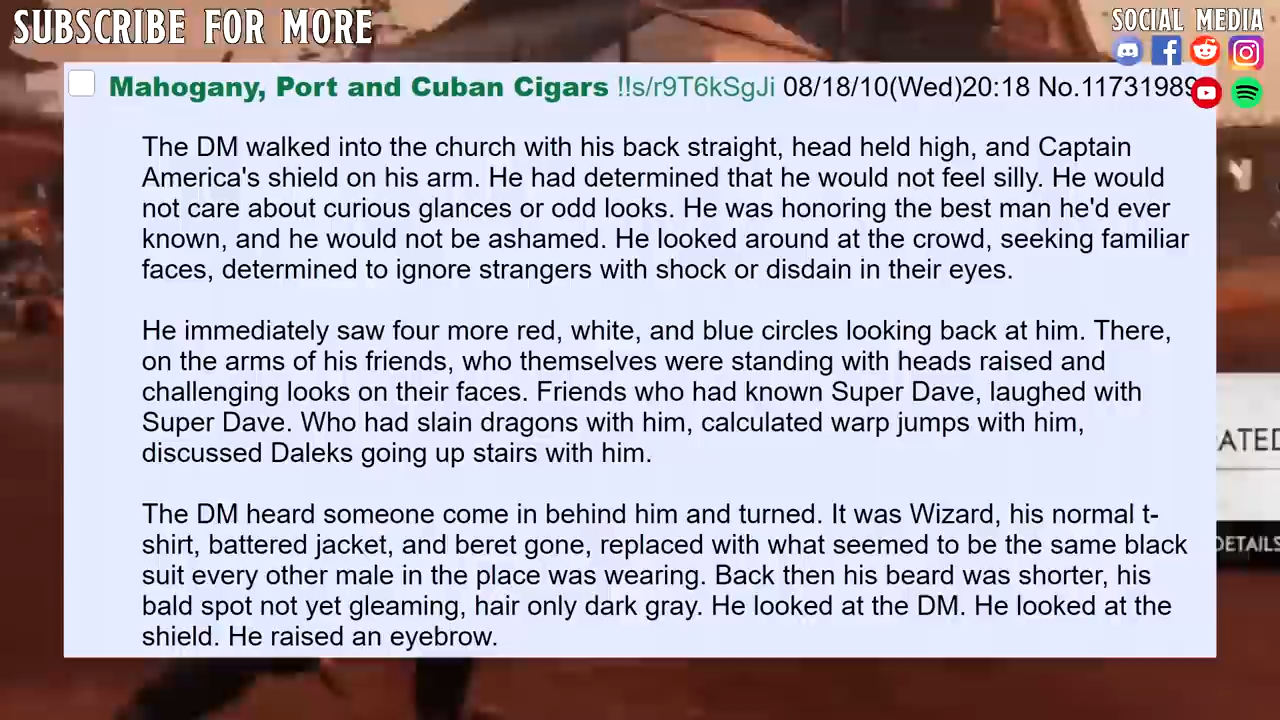 SUBSCRIBE FOR MORE
SOCIAL MEDIA
Mahogany, Port and Cuban Cigars !!s/r9T6kSgJi 08/18/10(Wed)20:18 No.11731989
The DM walked into the church with his back straight, head held high, and Captain
America's shield on his arm. He had determined that he would not feel silly. He would
not care about curious glances or odd looks. He was honoring the best man he'd ever
known, and he would not be ashamed. He looked around at the crowd, seeking familiar
faces, determined to ignore strangers with shock or disdain in their eyes.
He immediately saw four more red, white, and blue circles looking back at him. There,
on the arms of his friends, who themselves were standing with heads raised and
challenging looks on their faces. Friends who had known Super Dave, laughed with
Super Dave. Who had slain dragons with him, calculated warp jumps with him,
discussed Daleks going up stairs with him.
The DM heard someone come in behind him and turned. It was Wizard, his normal t-
shirt, battered jacket, and beret gone, replaced with what seemed to be the same black
suit every other male in the place was wearing. Back then his beard was shorter, his
bald spot not yet gleaming, hair only dark gray. He looked at the DM. He looked at the
shield. He raised an eyebrow.
ATED
DETAILS